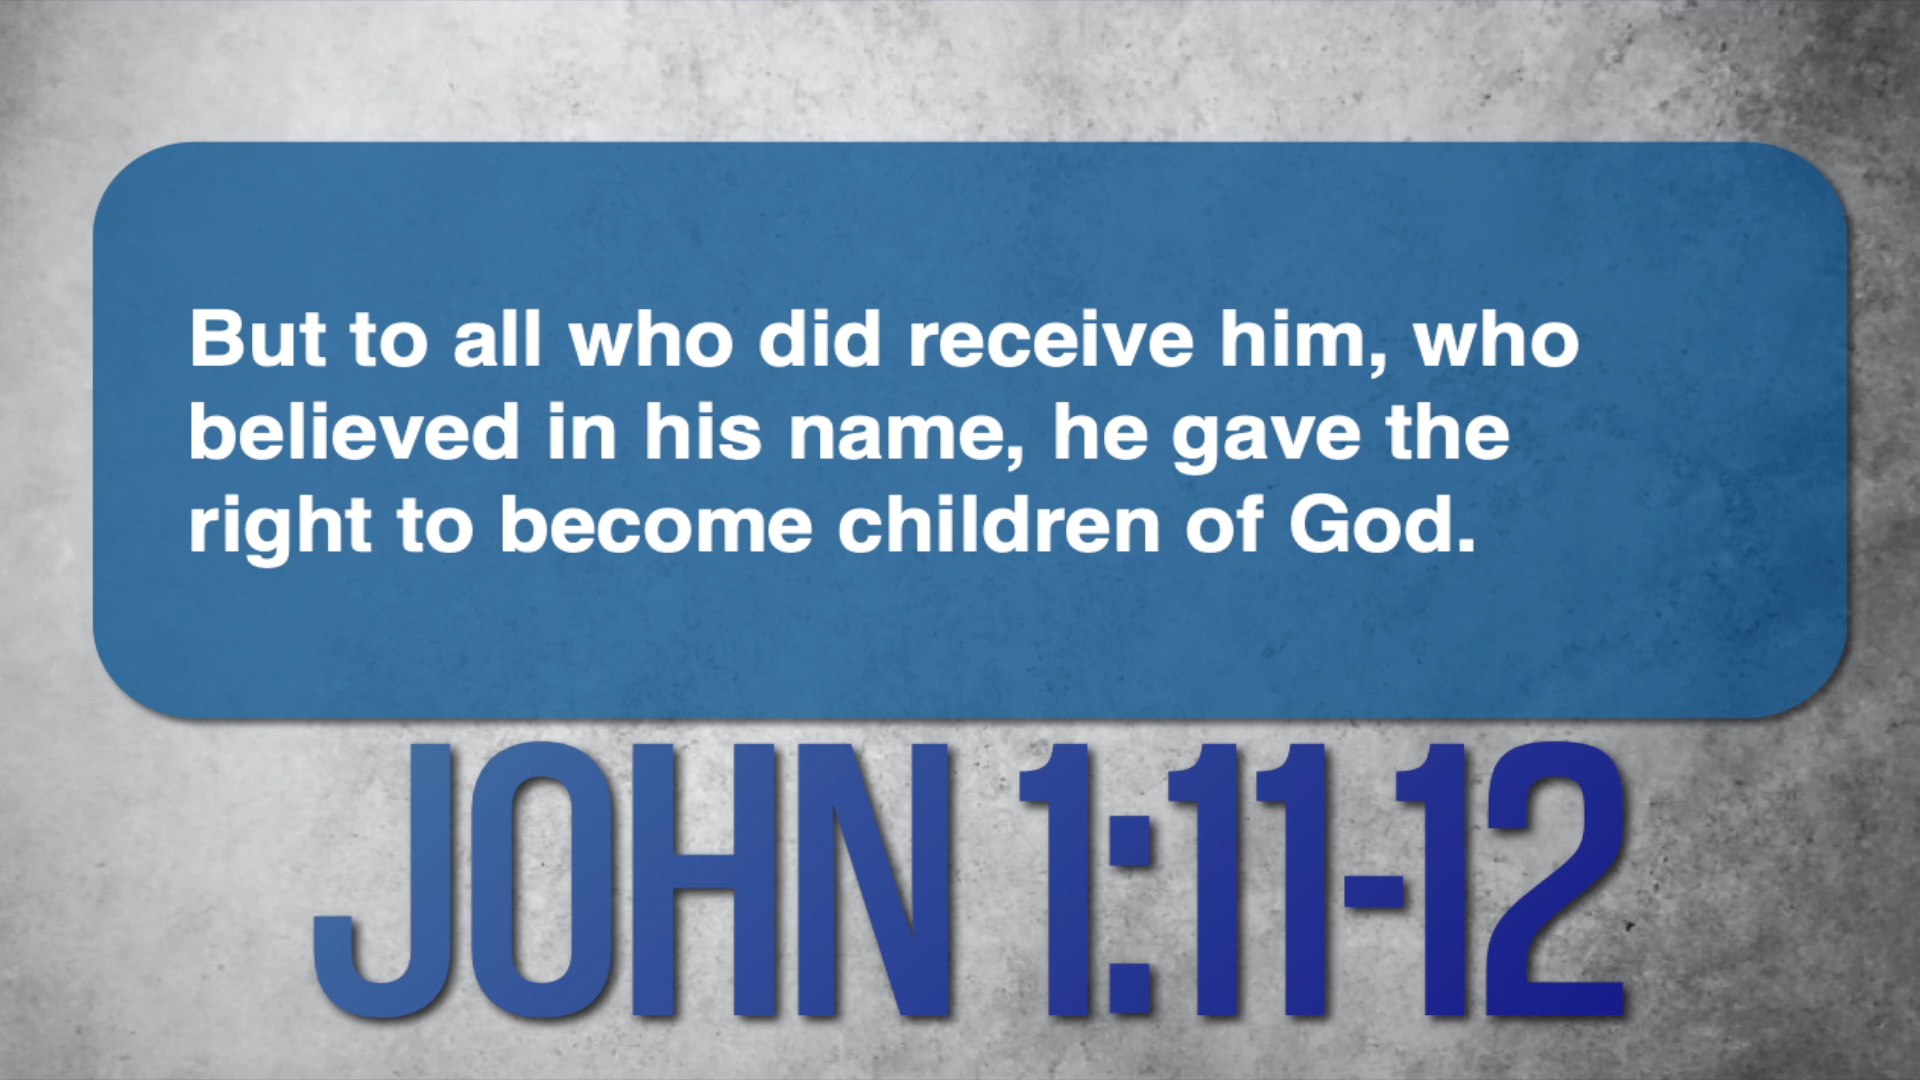 But to all who did receive him, who
believed in his name, he gave the
right to become children of God.
JOHN 1:11-12